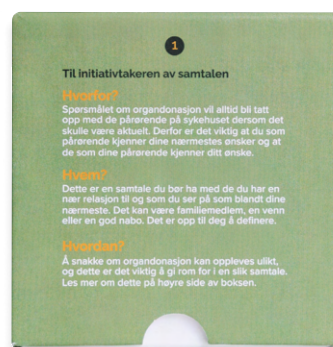 1
Til initiativtakeren av samtalen
Hvorfor?
Spørsmålet om organdonasjon vil alltid bli tatt
opp med de pårørende på sykehuset dersom det
skulle være aktuelt. Derfor er det viktig at du som
pårørende kjenner dine nærmestes ønsker og at
de som dine pårørende kjenner ditt ønske.
Hvem?
Dette er en samtale du bør ha med de du har en
nær relasjon til og som du ser på som blandt dine
nærmeste. Det kan være familiemedlem, en venn
eller en god nabo. Det er opp til deg å definere.
Hvordan?
Å snakke om organdonasjon kan oppleves ulikt,
og dette er det viktig å gi rom for i en slik samtale.
Les mer om dette på høyre side av boksen.